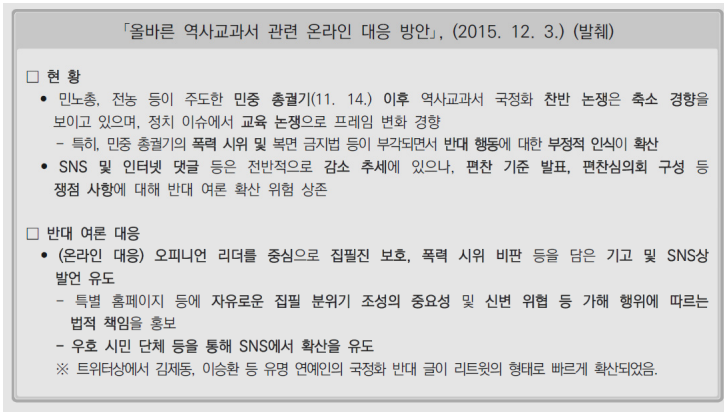 「올바른 역사교과서 관련 온라인 대응 방안」, (2015. 12. 3.) (발췌)
□ 현 황
• 민노총, 전농 등이 주도한 민중 총궐기(11. 14.) 이후 역사교과서 국정화 찬반 논쟁은 축소 경향을
보이고 있으며, 정치 이슈에서 교육 논쟁으로 프레임 변화 경향
- 특히, 민중 총궐기의 폭력 시위 및 복면 금지법 등이 부각되면서 반대 행동에 대한 부정적 인식이 확산
• SNS 및 인터넷 댓글 등은 전반적으로 감소 추세에 있으나, 편찬 기준 발표, 편찬심의회 구성 등
쟁점 사항에 대해 반대 여론 확산 위험 상존
□ 반대 여론 대응
• (온라인 대응) 오피니언 리더를 중심으로 집필진 보호, 폭력 시위 비판 등을 담은 기고 및 SNS상
발언 유도
- 특별 홈페이지 등에 자유로운 집필 분위기 조성의 중요성 및 신변 위협 등 가해 행위에 따르는
법적 책임을 홍보
- 우호 시민 단체 등을 통해 SNS에서 확산을 유도
※ 트위터상에서 김제동, 이승환 등 유명 연예인의 국정화 반대 글이 리트윗의 형태로 빠르게 확산되었음.